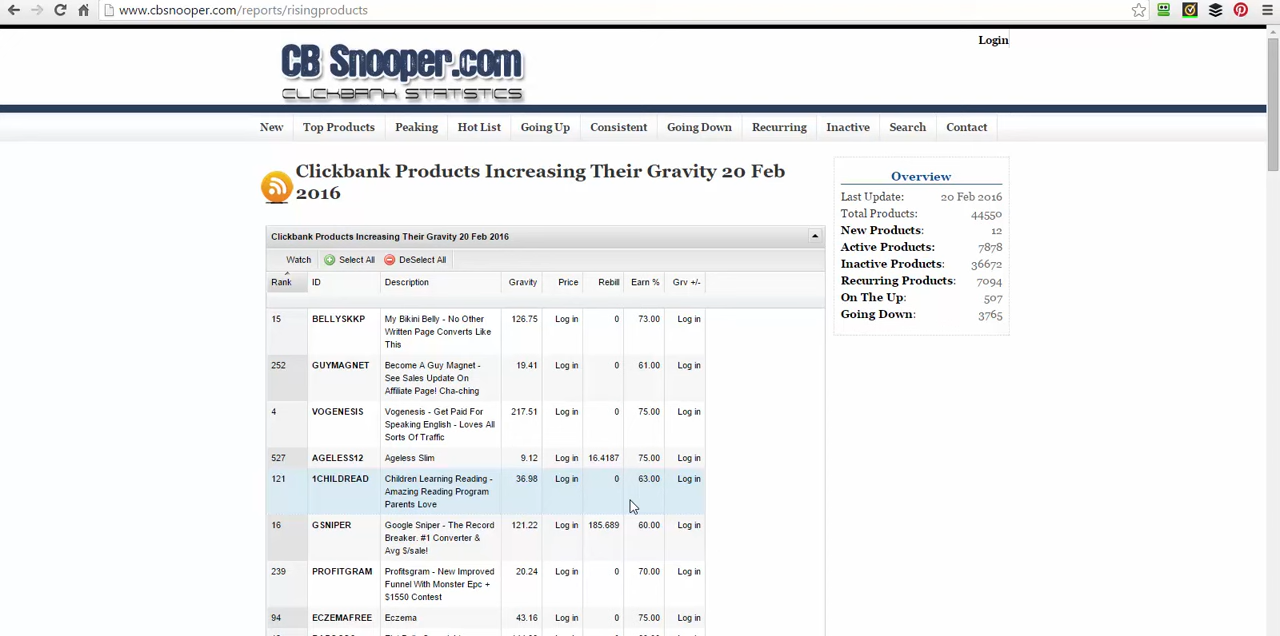 www.cbsnooper.com/reports/risingproducts
Login
CB Snooper.com
CLICKBANK STATISTICS
New Top Products Peaking Hot List Going Up Consistent Going Down Recurring Inactive Search Contact
Clickbank Products Increasing Their Gravity 20 Feb
2016
Overview
Last Update: 20 Feb 2016
Total Products: 44550
New Products: 12
Active Products: 7878
Inactive Products: 36672
Recurring Products: 7094
On The Up: 507
Going Down: 3765
Clickbank Products Increasing Their Gravity 20 Feb 2016
Watch Select All DeSelect All
Rank ID Description Gravity Price Rebill Earn % Grv +/-
15 BELLYSKKP My Bikini Belly - No Other 126.75 Log in 0 73.00 Log in
Written Page Converts Like
This
252 GUYMAGNET Become A Guy Magnet - 19.41 Log in 0 61.00 Log in
See Sales Update On
Affiliate Page! Cha-ching
4 VOGENESIS Vogenesis - Get Paid For 217.51 Log in 0 75.00 Log in
Speaking English - Loves All
Sorts Of Traffic
527 AGELESS12 Ageless Slim 9.12 Log in 16.4187 75.00 Log in
121 1CHILDREAD Children Learning Reading - 36.98 Log in 0 63.00 Log in
Amazing Reading Program
Parents Love
16 GSNIPER Google Sniper - The Record 121.22 Log in 185.689 60.00 Log in
Breaker. #1 Converter &
Avg $/sale!
239 PROFITGRAM Profitsgram - New Improved 20.24 Log in 0 70.00 Log in
Funnel With Monster Epc +
$1550 Contest
94 ECZEMAFREE Eczema 43.16 Log in 0 75.00 Log in